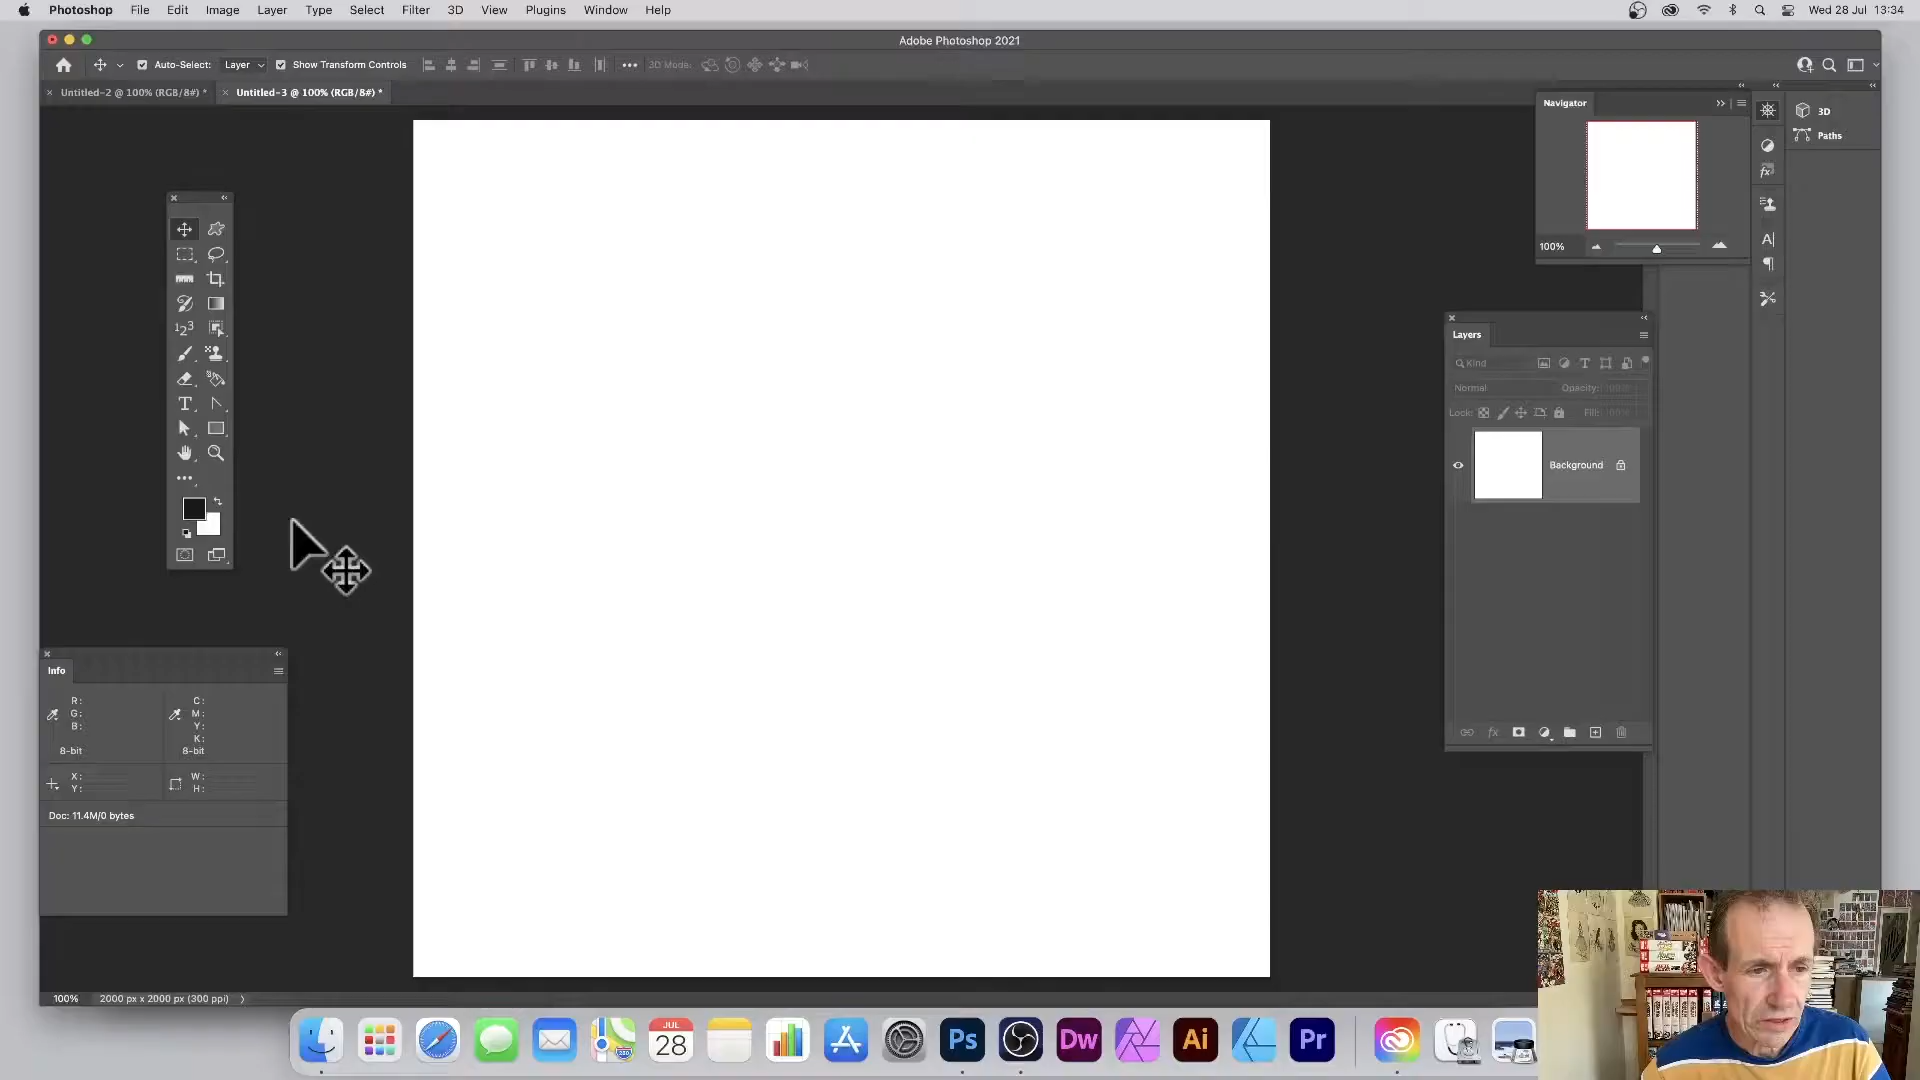 Photoshop File Edit Image Layer Type Select Filter 3D View Plugins Window Help Wed 28 Jul 13:34
Adobe Photoshop 2021
Auto-Select: Layer Show Transform Controls 3D Mode:
Untitled-2 @ 100% (RGB/8#) * Untitled-3 @ 100% (RGB/8#) *
Navigator
3D
Paths
100%
Layers
Kind
Normal Opacity: 100%
Lock: Fill: 100%
Background
Info
R: C:
G: M:
B: Y:
K:
8-bit 8-bit
X: W:
Y: H:
Doc: 11.4M/0 bytes
100% 2000 px x 2000 px (300 ppi)
JUL
28
Ps Dw Ai Pr